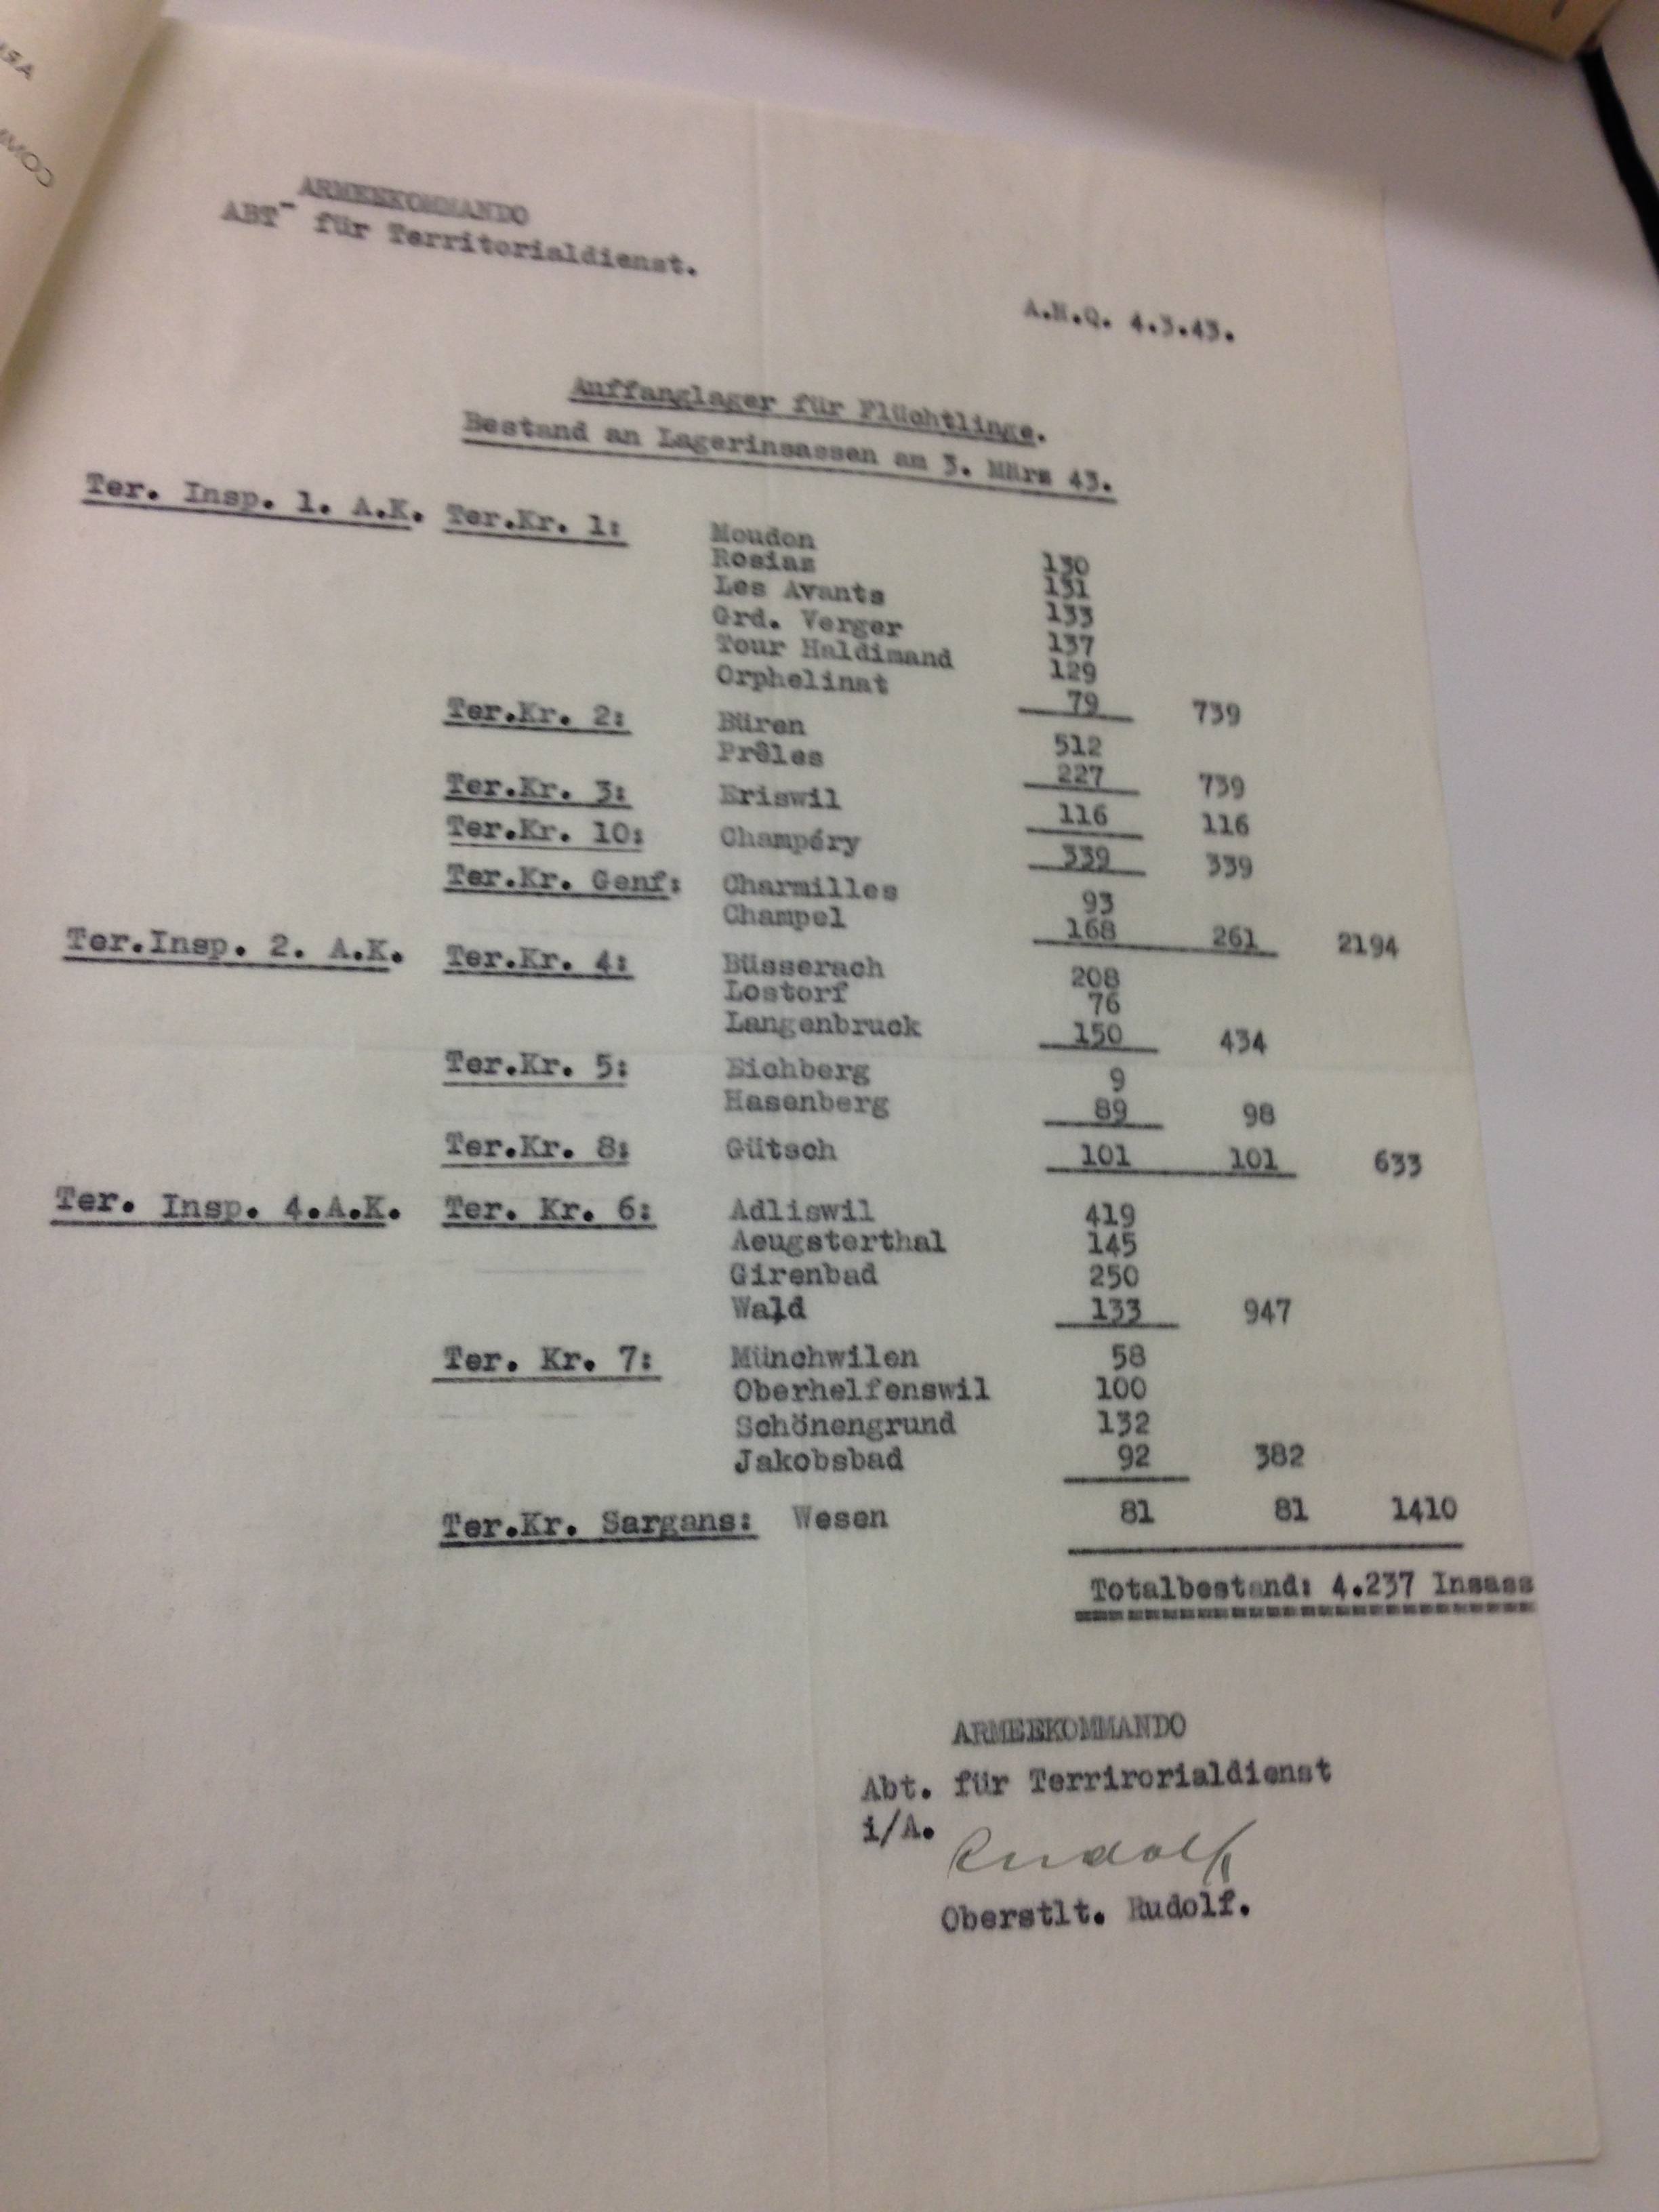 ARMEEKOMMANDO
ABT- für Territorialdienst.
A.H.Q. 4.3.43.
Auffanglager für Flüchtlinge.
Bestand an Lagerinsassen am 3. März 43.
Ter. Insp. 1. A.K. Ter.Kr. 1: Moudon 130
Rosiaz 131
Les Avants 133
Grd. Verger 137
Tour Haldimand 129
Orphelinat 79 739
Ter.Kr. 2: Büren 512
Prêles 227 739
Ter.Kr. 3: Eriswil 116 116
Ter.Kr. 10: Champéry 339 339
Ter.Kr. Genf: Charmilles 93
Champel 168 261 2194
Ter.Insp. 2. A.K. Ter.Kr. 4: Büsserach 208
Lostorf 76
Langenbruck 150 434
Ter.Kr. 5: Eichberg 9
Hasenberg 89 98
Ter.Kr. 8: Gütsch 101 101 633
Ter. Insp. 4.A.K. Ter. Kr. 6: Adliswil 419
Aeugsterthal 145
Girenbad 250
Wald 133 947
Ter. Kr. 7: Münchwilen 58
Oberhelfenswil 100
Schönengrund 132
Jakobsbad 92 382
Ter.Kr. Sargans: Wesen 81 81 1410
Totalbestand: 4.237 Insass
ARMEEKOMMANDO
Abt. für Terrirorialdienst
i/A.
Rudolf
Oberstlt. Rudolf.